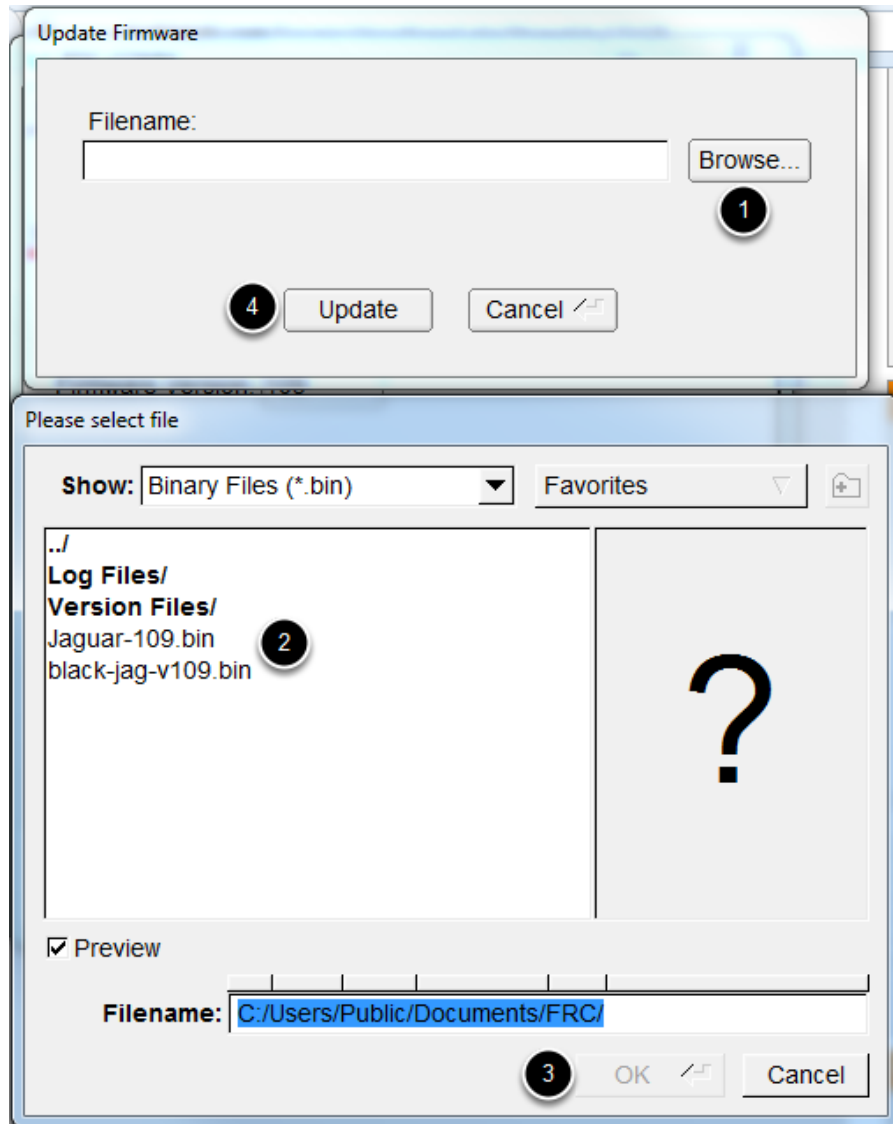 Update Firmware
Filename:
Browse...
1
4
Update
Cancel
Please select file
Show:
Binary Files (*.bin)
Favorites
../
Log Files/
Version Files/
Jaguar-109.bin
2
black-jag-v109.bin
?
Preview
Filename: C:/Users/Public/Documents/FRC/
3
OK
Cancel